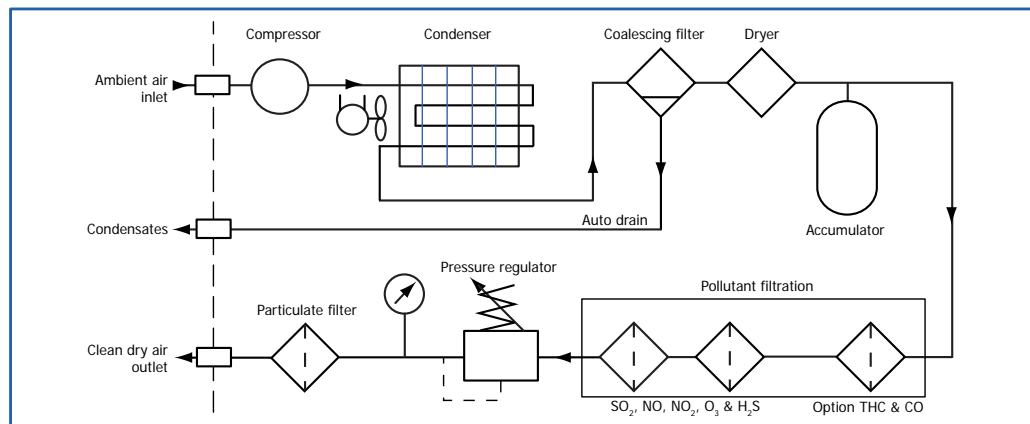 Compressor
Condenser
Coalescing filter
Dryer
Ambient air
inlet
Condensates
Auto drain
Accumulator
Pressure regulator
Pollutant filtration
Particulate filter
Clean dry air
outlet
SO₂, NO, NO₂, O₃ & H₂S
Option THC & CO